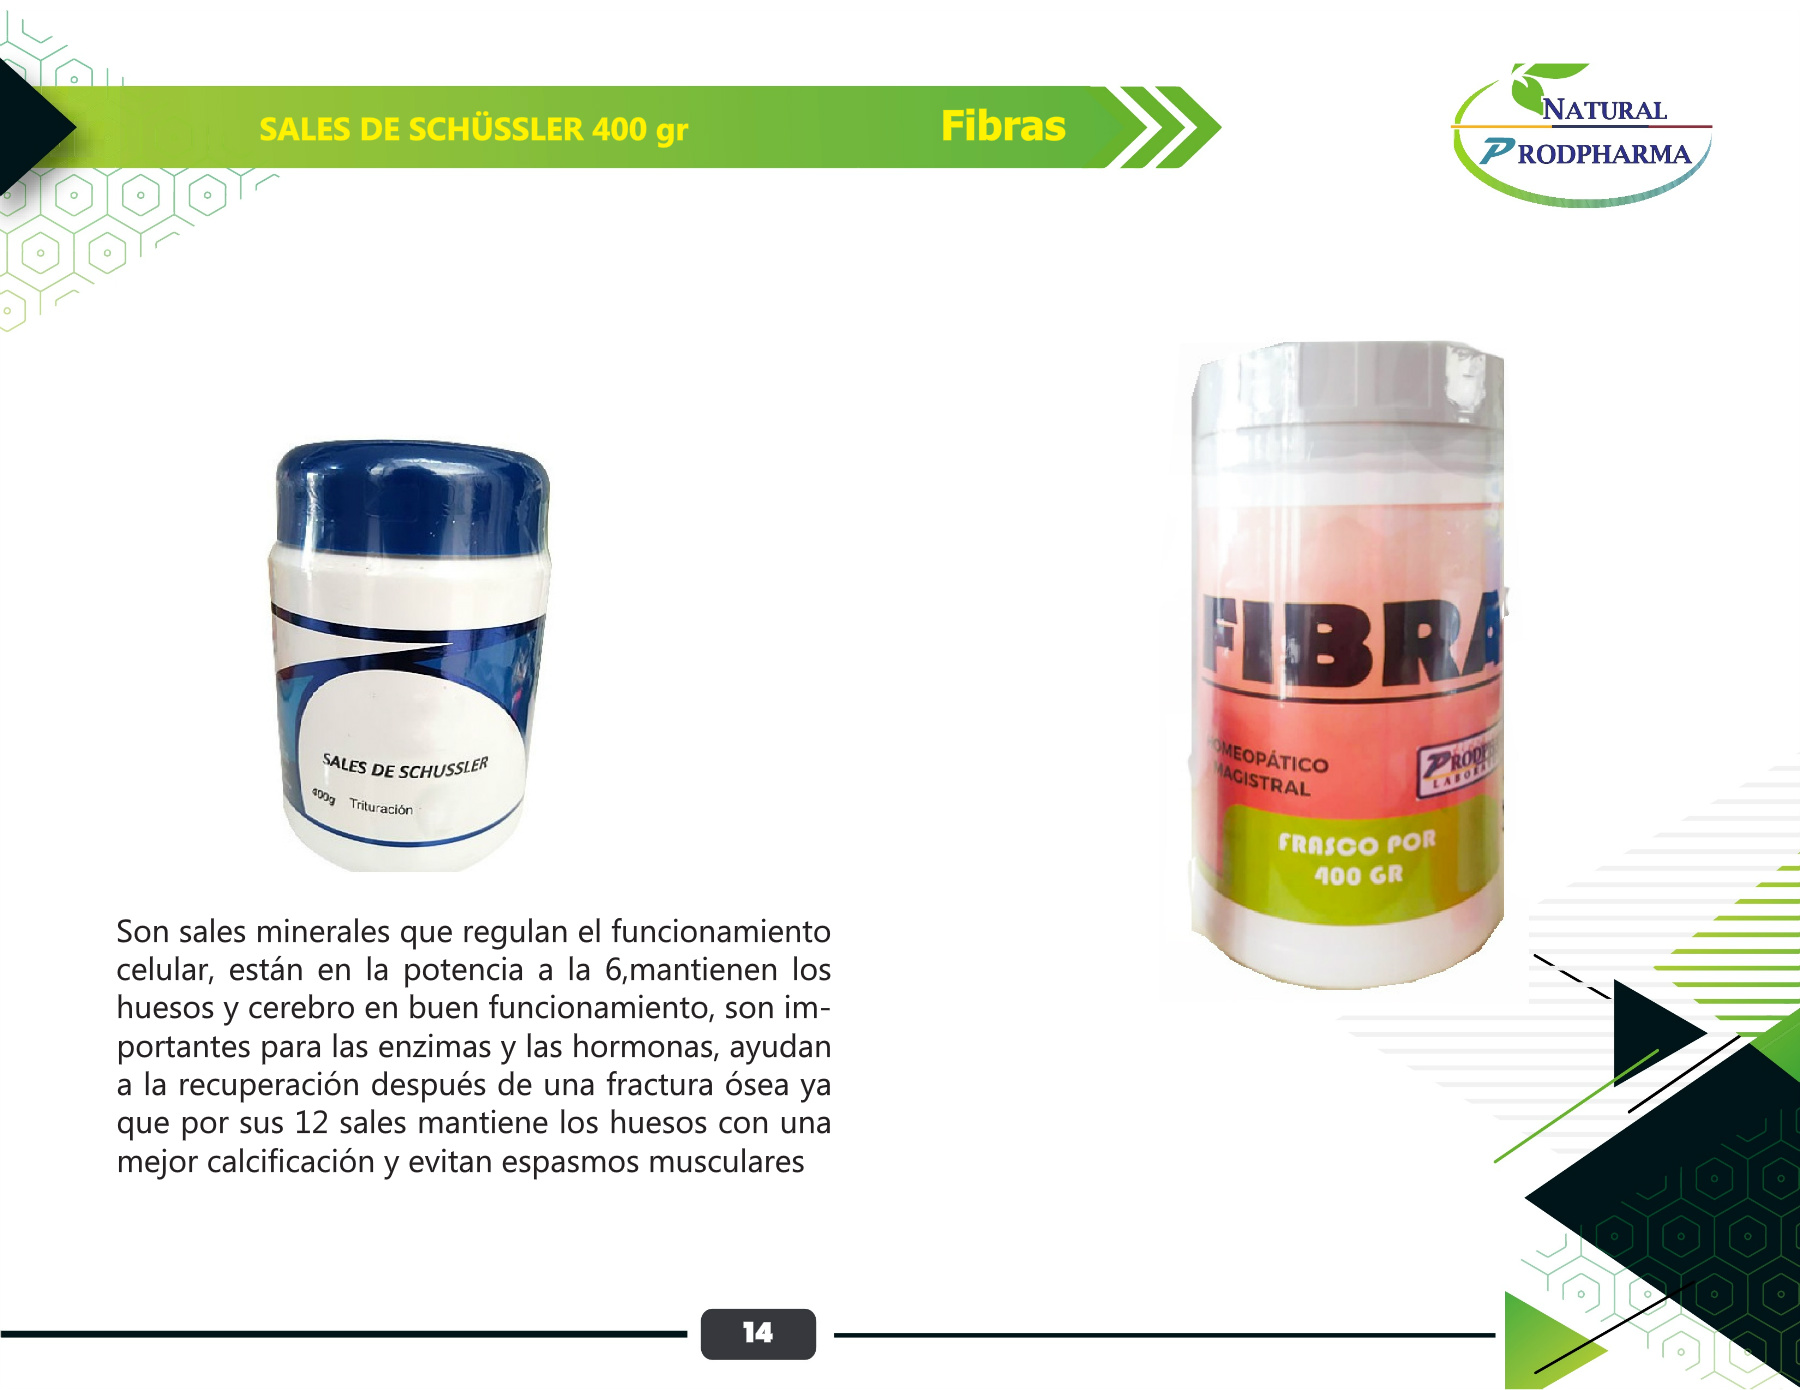 SALES DE SCHÜSSLER 400 gr
Fibras
NATURAL
PRODPHARMA
SALES DE SCHUSSLER
400g Trituración
FIBRA
HOMEOPÁTICO
MAGISTRAL
FRASCO POR
400 GR
Son sales minerales que regulan el funcionamiento
celular, están en la potencia a la 6,mantienen los
huesos y cerebro en buen funcionamiento, son im-
portantes para las enzimas y las hormonas, ayudan
a la recuperación después de una fractura ósea ya
que por sus 12 sales mantiene los huesos con una
mejor calcificación y evitan espasmos musculares
14